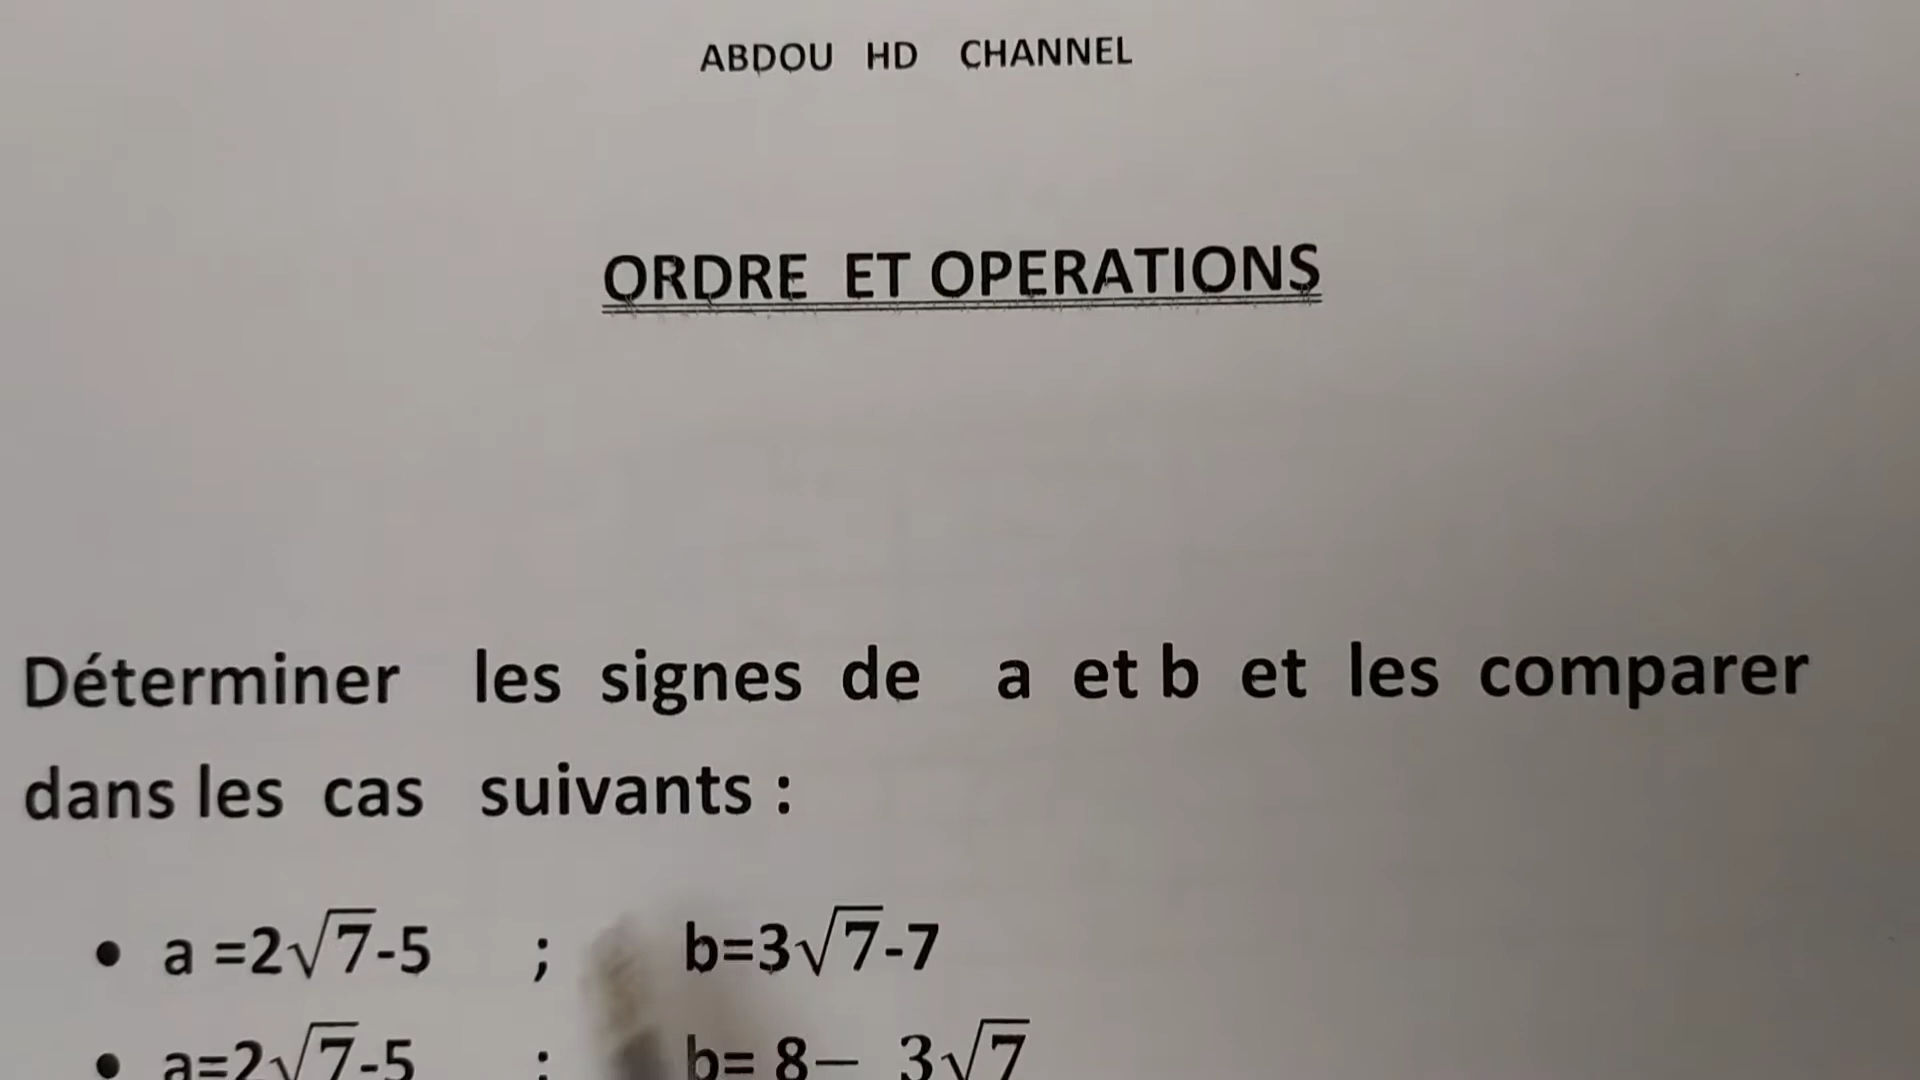 ABDOU HD CHANNEL
ORDRE ET OPERATIONS
Déterminer les signes de a et b et les comparer
dans les cas suivants :
• a =2√7-5 ; b=3√7-7
• a=2√7-5 ; b= 8− 3√7